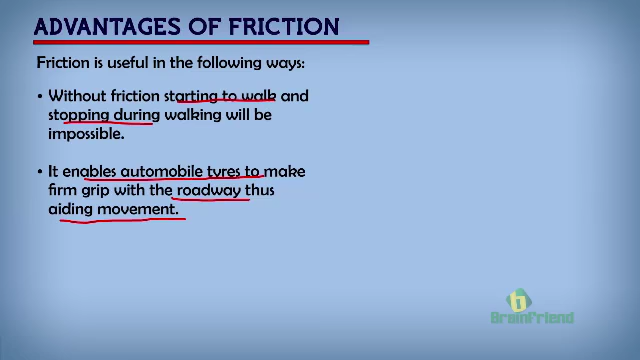 ADVANTAGES OF FRICTION
Friction is useful in the following ways:
• Without friction starting to walk and
stopping during walking will be
impossible.
• It enables automobile tyres to make
firm grip with the roadway thus
aiding movement.
b
BrainFriend